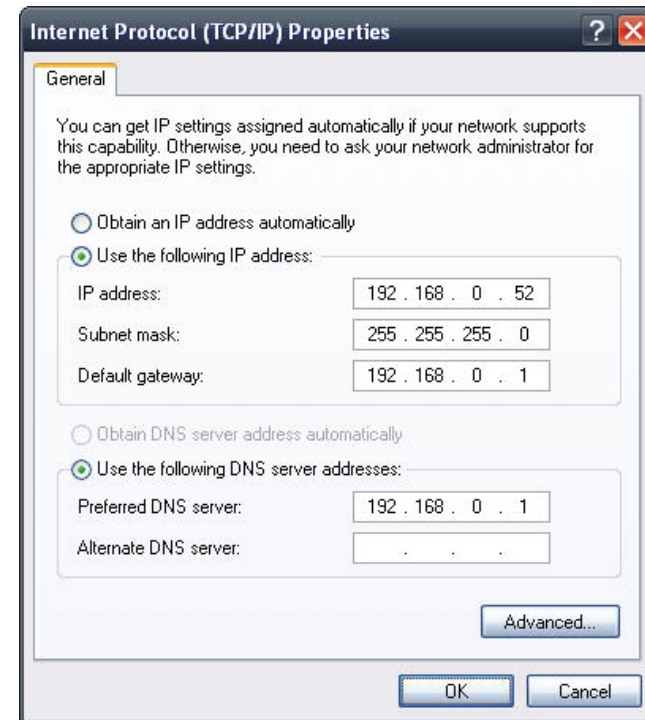 Internet Protocol (TCP/IP) Properties
General
You can get IP settings assigned automatically if your network supports
this capability. Otherwise, you need to ask your network administrator for
the appropriate IP settings.
Obtain an IP address automatically
Use the following IP address:
IP address: 192 . 168 . 0 . 52
Subnet mask: 255 . 255 . 255 . 0
Default gateway: 192 . 168 . 0 . 1
Obtain DNS server address automatically
Use the following DNS server addresses:
Preferred DNS server: 192 . 168 . 0 . 1
Alternate DNS server: . . .
Advanced...
OK Cancel